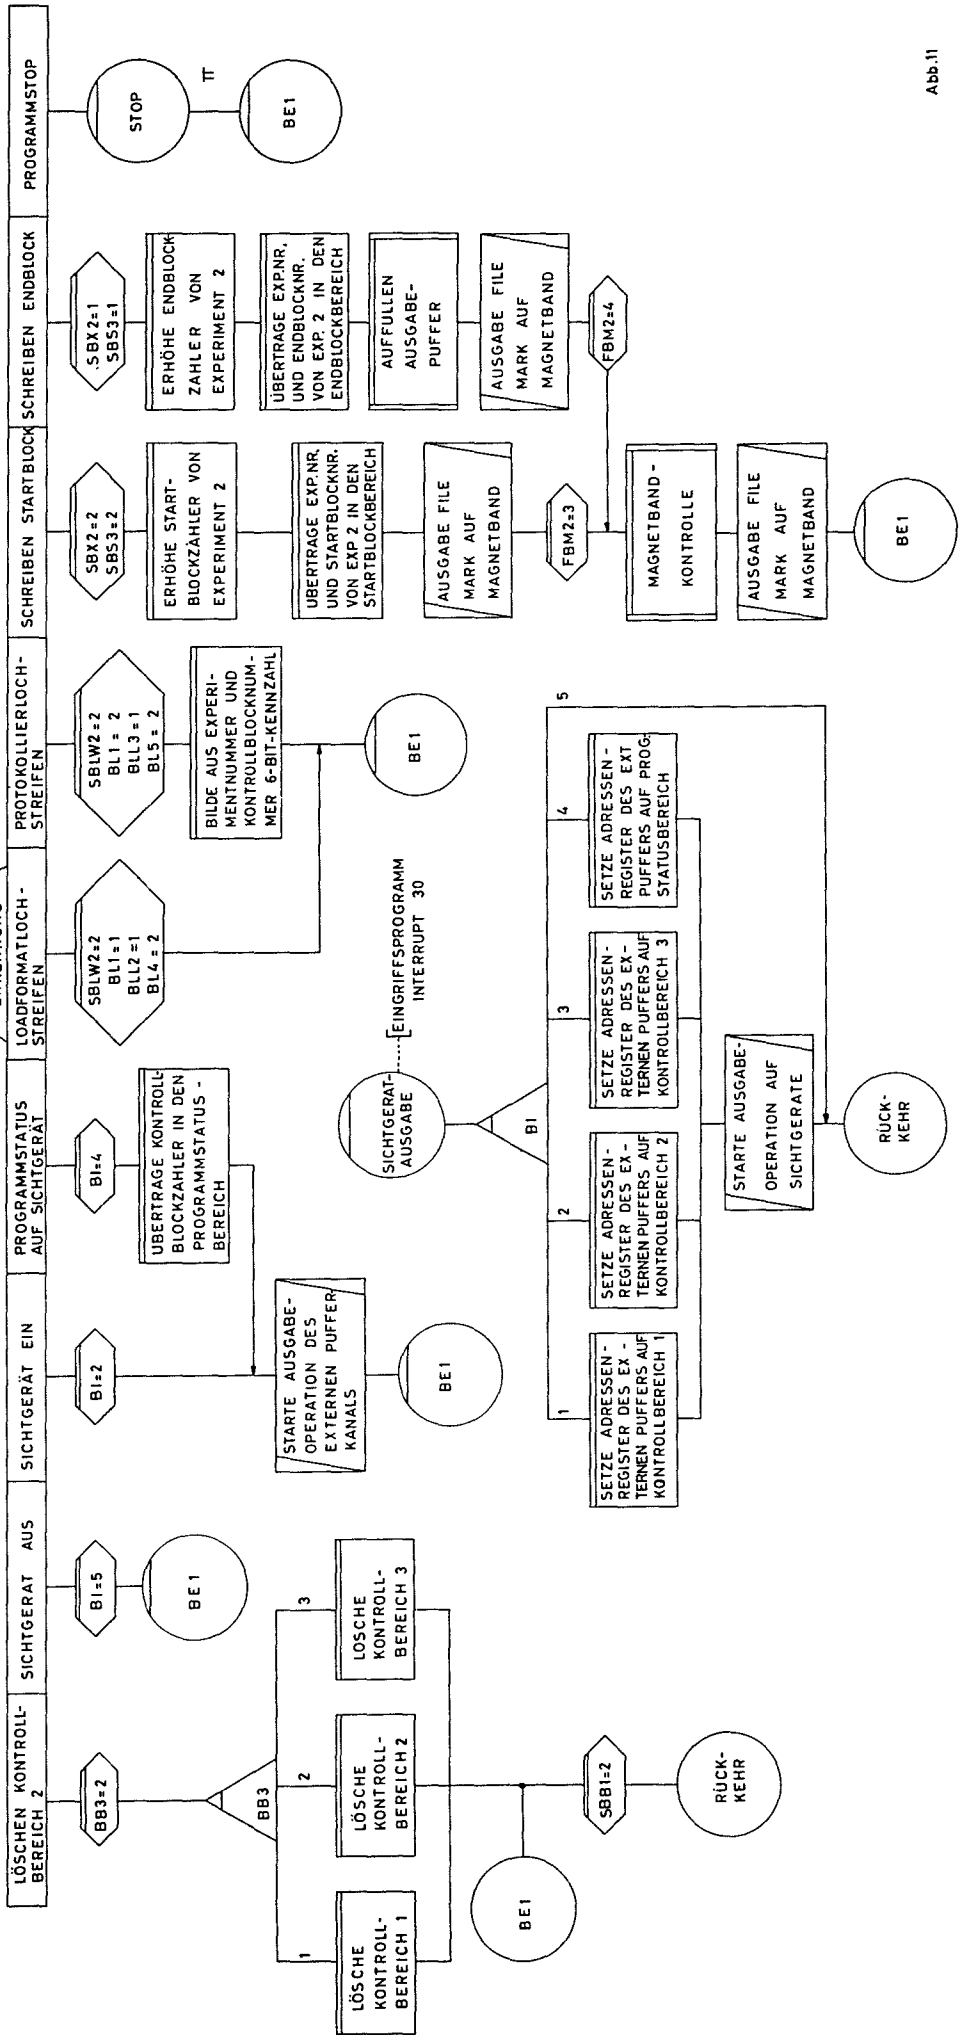 LÖSCHEN KONTROLL-
BEREICH 2
SICHTGERAT AUS
SICHTGERÄT EIN
PROGRAMMSTATUS
AUF SICHTGERÄT
LOADFORMATLOCH-
STREIFEN
PROTOKOLLIERLOCH-
STREIFEN
SCHREIBEN STARTBLOCK
SCHREIBEN ENDBLOCK
PROGRAMMSTOP
BB3=2
BB3
1
2
3
LÖSCHE
KONTROLL-
BEREICH 1
LÖSCHE
KONTROLL-
BEREICH 2
LOSCHE
KONTROLL-
BEREICH 3
BE1
SBB1=2
RÜCK-
KEHR
BI=5
BE1
BI=2
STARTE AUSGABE-
OPERATION DES
EXTERNEN PUFFER
KANALS
BE1
BI=4
UBERTRAGE KONTROLL-
BLOCKZAHLER IN DEN
PROGRAMMSTATUS-
BEREICH
SBLW2=2
BL1=1
BLL2=1
BL4=2
SBLW2=2
BL1=2
BLL3=1
BL5=2
BILDE AUS EXPERI-
MENTNUMMER UND
KONTROLLBLOCKNUM-
MER 6-BIT-KENNZAHL
BE1
SICHTGERAT-
AUSGABE
EINGRIFFSPROGRAMM
INTERRUPT 30
BI
1
2
3
4
5
SETZE ADRESSEN-
REGISTER DES EX-
TERNEN PUFFERS AUF
KONTROLLBEREICH 1
SETZE ADRESSEN-
REGISTER DES EX-
TERNEN PUFFERS AUF
KONTROLLBEREICH 2
SETZE ADRESSEN-
REGISTER DES EX-
TERNEN PUFFERS AUF
KONTROLLBEREICH 3
SETZE ADRESSEN-
REGISTER DES EXT
PUFFERS AUF PROG.
STATUSBEREICH
STARTE AUSGABE-
OPERATION AUF
SICHTGERATE
RÜCK-
KEHR
SBX2=2
SBS3=2
ERHÖHE START-
BLOCKZÄHLER VON
EXPERIMENT 2
UBERTRAGE EXP.NR,
UND STARTBLOCKNR.
VON EXP 2 IN DEN
STARTBLOCKBEREICH
AUSGABE FILE
MARK AUF
MAGNETBAND
FBM2=3
MAGNETBAND-
KONTROLLE
AUSGABE FILE
MARK AUF
MAGNETBAND
BE1
SBX2=1
SBS3=1
ERHÖHE ENDBLOCK
ZAHLER VON
EXPERIMENT 2
ÜBERTRAGE EXP.NR,
UND ENDBLOCKNR.
VON EXP. 2 IN DEN
ENDBLOCKBEREICH
AUFFULLEN
AUSGABE-
PUFFER
AUSGABE FILE
MARK AUF
MAGNETBAND
FBM2=4
STOP
TT
BE1
Abb.11